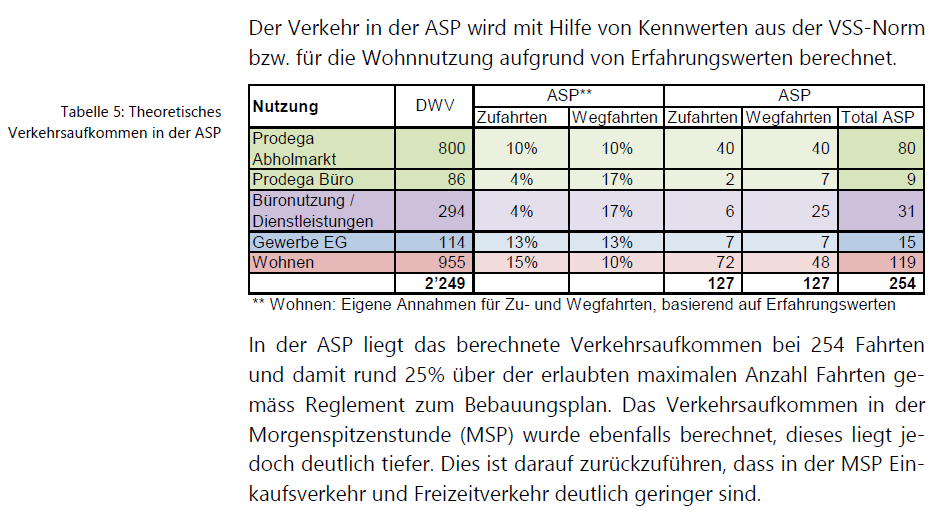 Der Verkehr in der ASP wird mit Hilfe von Kennwerten aus der VSS-Norm
bzw. für die Wohnnutzung aufgrund von Erfahrungswerten berechnet.
Tabelle 5: Theoretisches
Verkehrsaufkommen in der ASP
Nutzung DWV ASP** ASP
Zufahrten Wegfahrten Zufahrten Wegfahrten Total ASP
Prodega
Abholmarkt 800 10% 10% 40 40 80
Prodega Büro 86 4% 17% 2 7 9
Büronutzung /
Dienstleistungen 294 4% 17% 6 25 31
Gewerbe EG 114 13% 13% 7 7 15
Wohnen 955 15% 10% 72 48 119
2’249 127 127 254
** Wohnen: Eigene Annahmen für Zu- und Wegfahrten, basierend auf Erfahrungswerten
In der ASP liegt das berechnete Verkehrsaufkommen bei 254 Fahrten
und damit rund 25% über der erlaubten maximalen Anzahl Fahrten ge-
mäss Reglement zum Bebauungsplan. Das Verkehrsaufkommen in der
Morgenspitzenstunde (MSP) wurde ebenfalls berechnet, dieses liegt je-
doch deutlich tiefer. Dies ist darauf zurückzuführen, dass in der MSP Ein-
kaufsverkehr und Freizeitverkehr deutlich geringer sind.